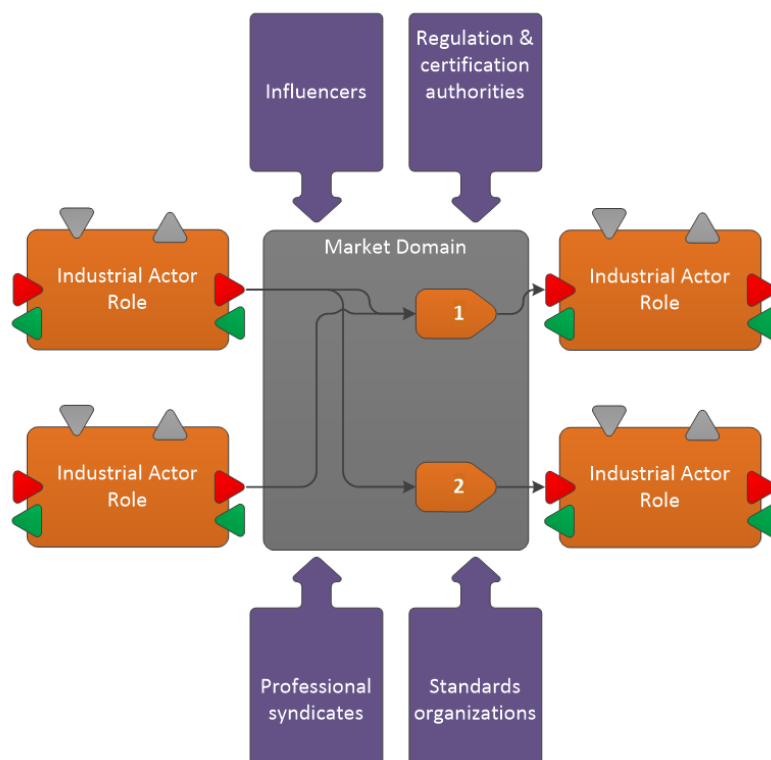 Influencers
Regulation &
certification
authorities
Market Domain
Industrial Actor
Role
Industrial Actor
Role
1
Industrial Actor
Role
Industrial Actor
Role
2
Professional
syndicates
Standards
organizations